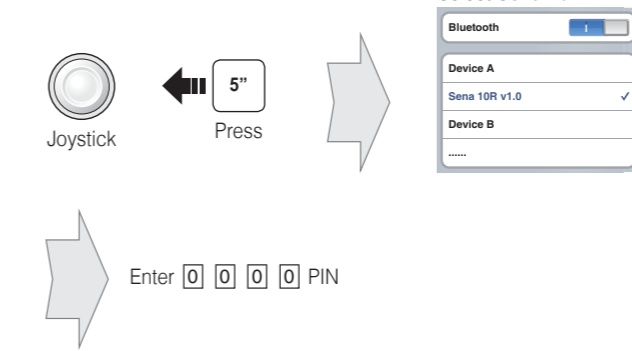 Bluetooth
I
5”
Device A
Sena 10R v1.0 ✓
Device B
Joystick
Press
......
Enter 0 0 0 0 PIN